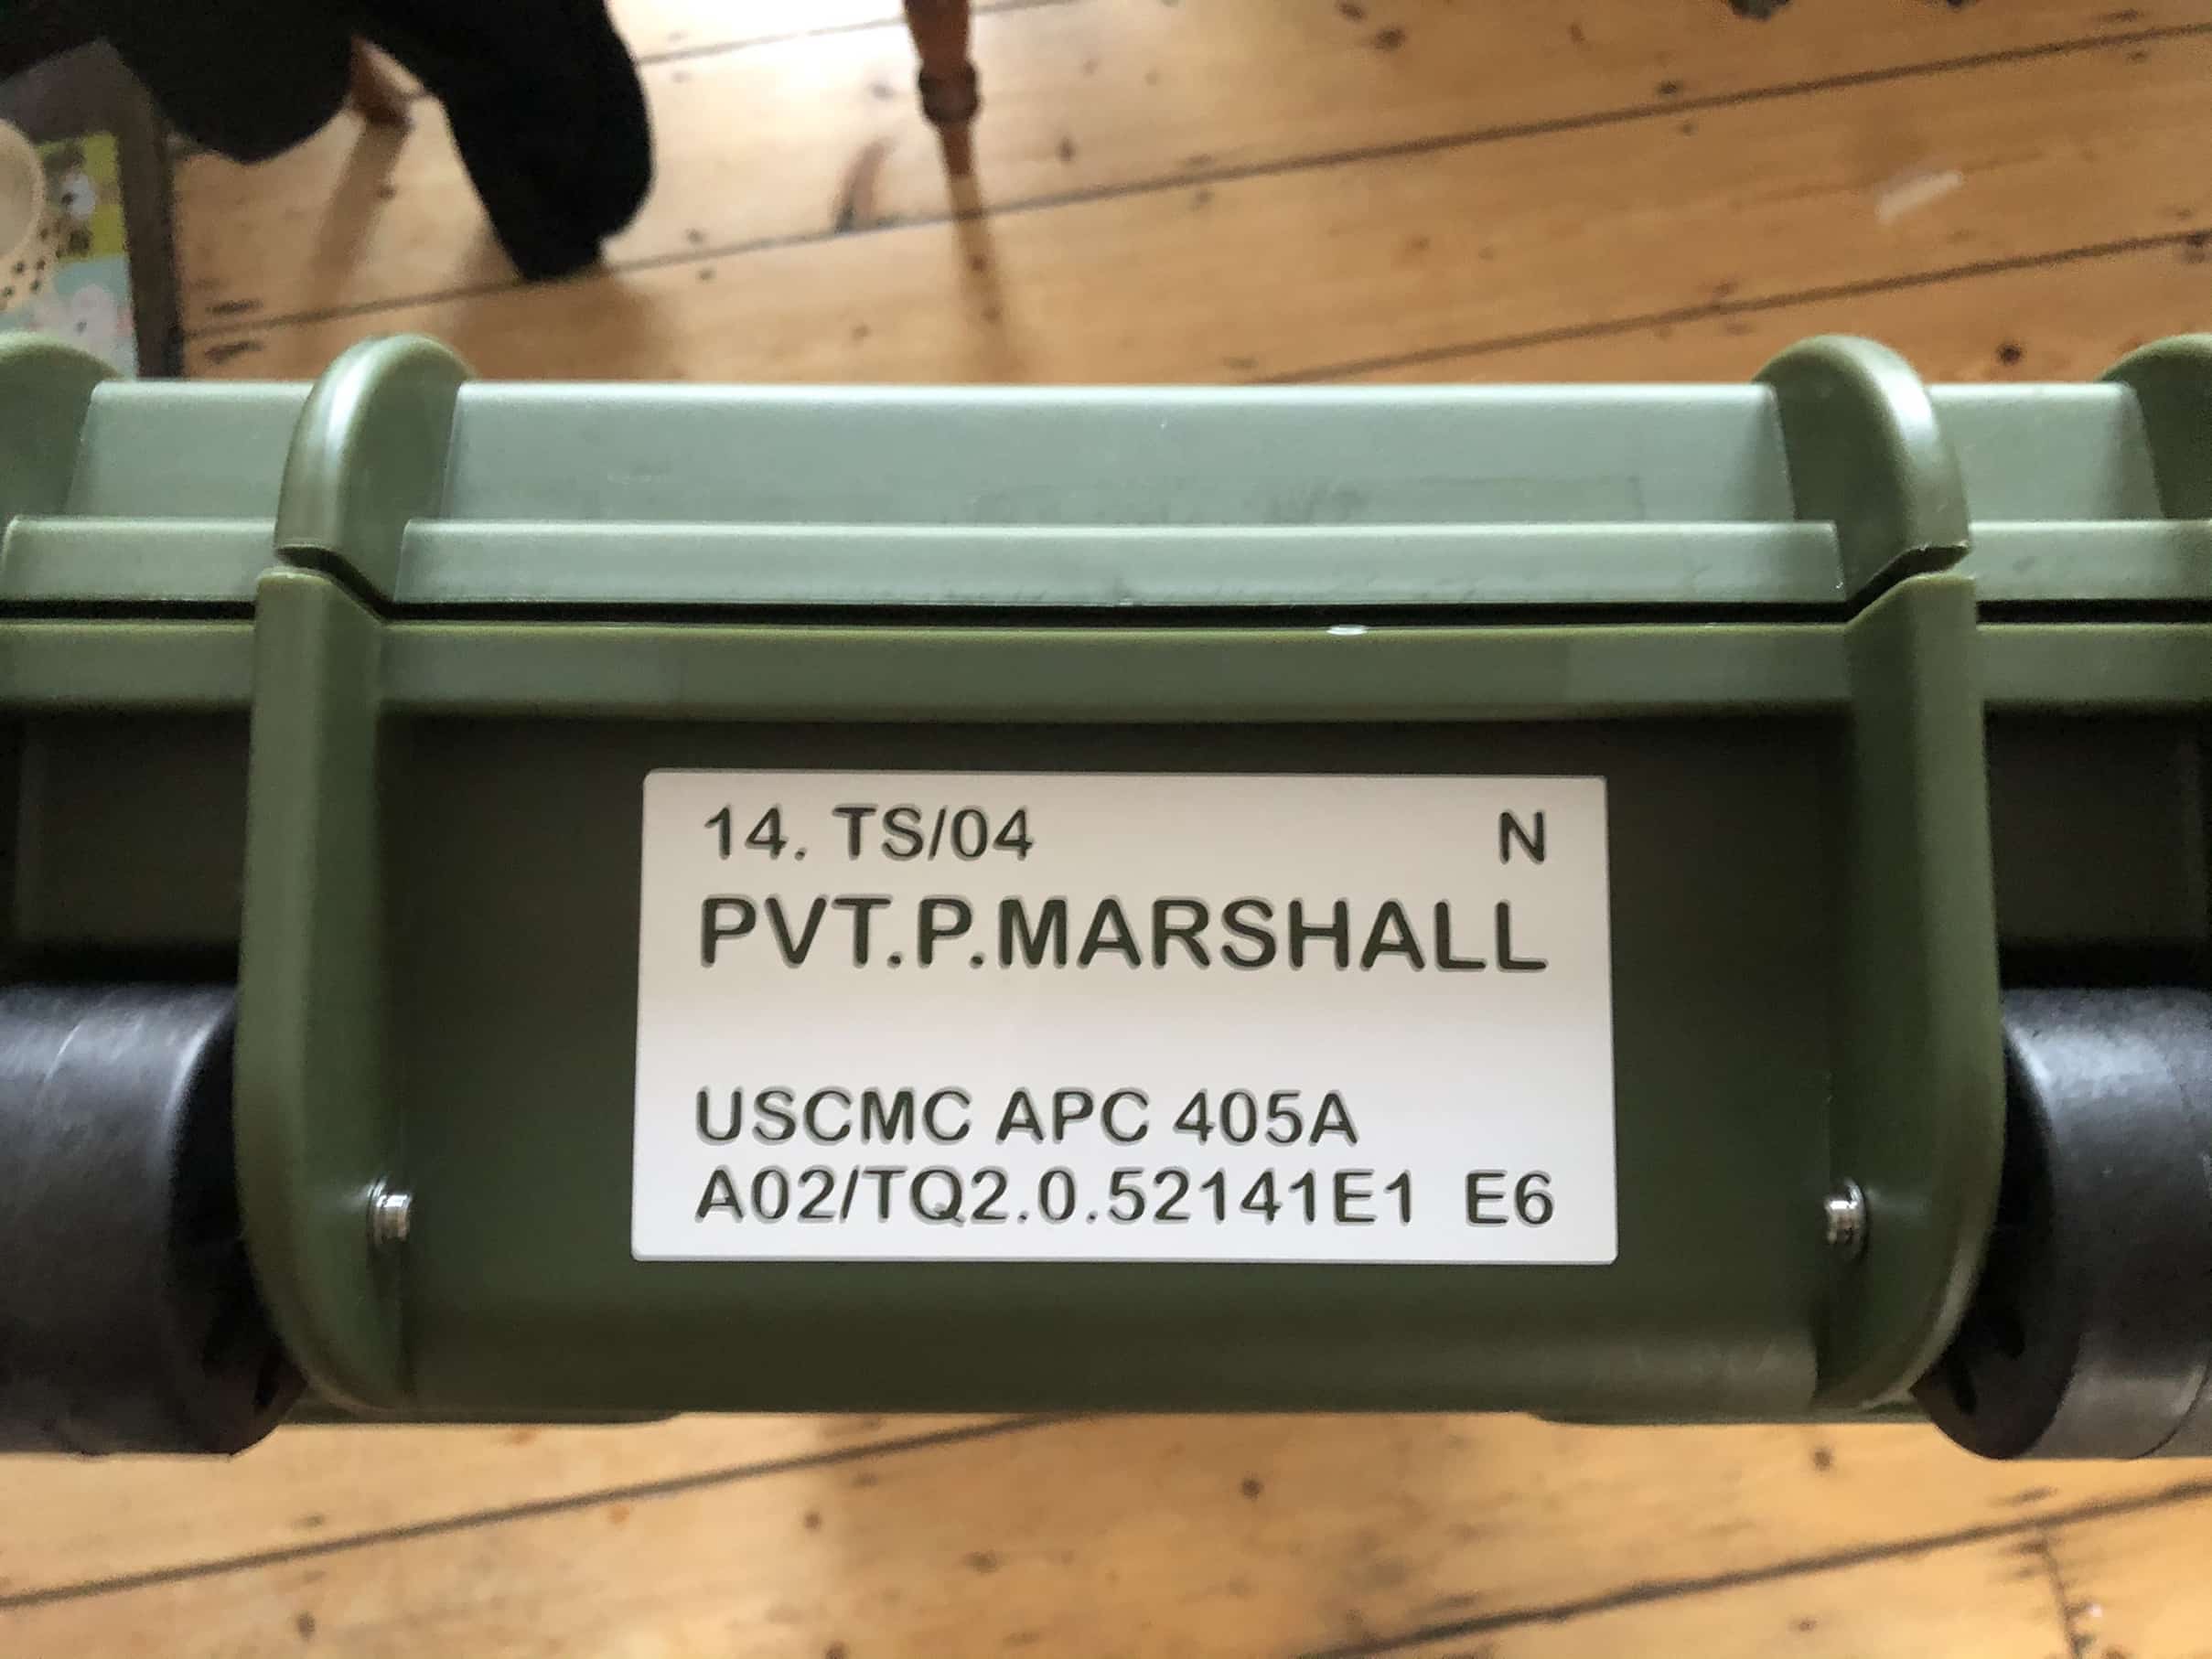 14. TS/04 N
PVT.P.MARSHALL
USCMC APC 405A
A02/TQ2.0.52141E1 E6